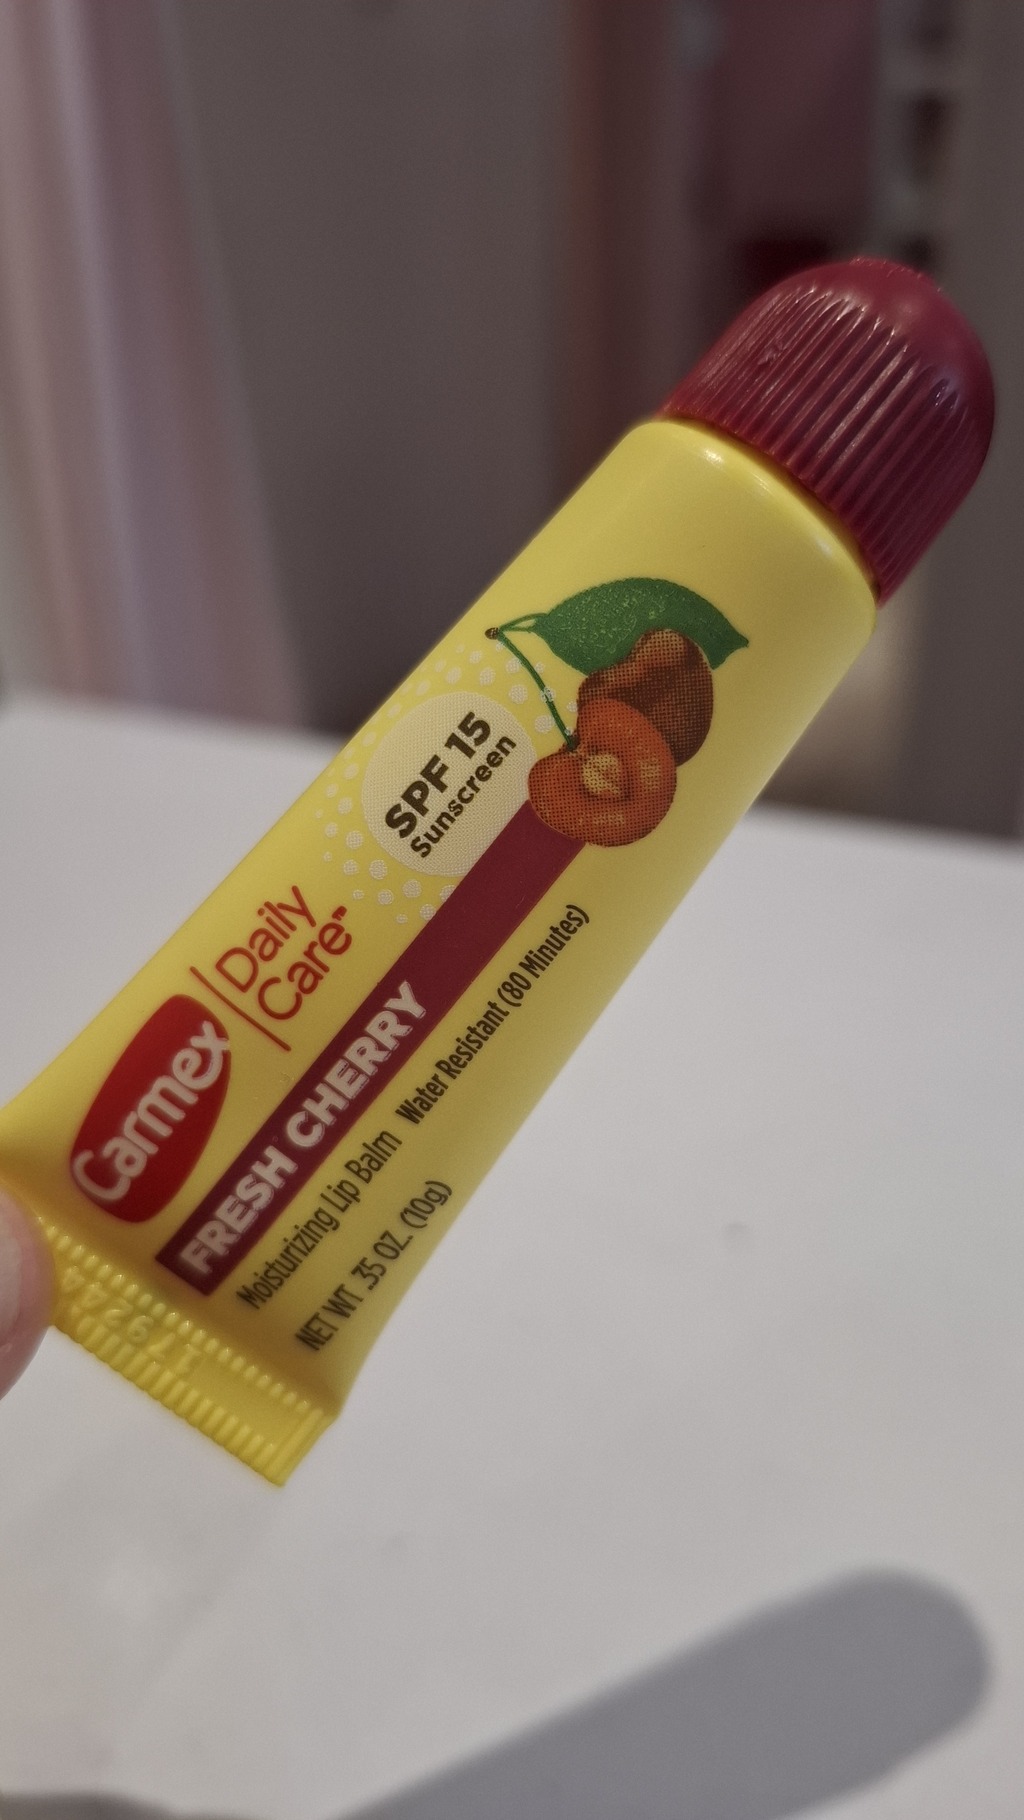 Carmex
Daily
Care™
SPF 15
Sunscreen
FRESH CHERRY
Moisturizing Lip Balm Water Resistant (80 Minutes)
NET WT .35 OZ. (10g)